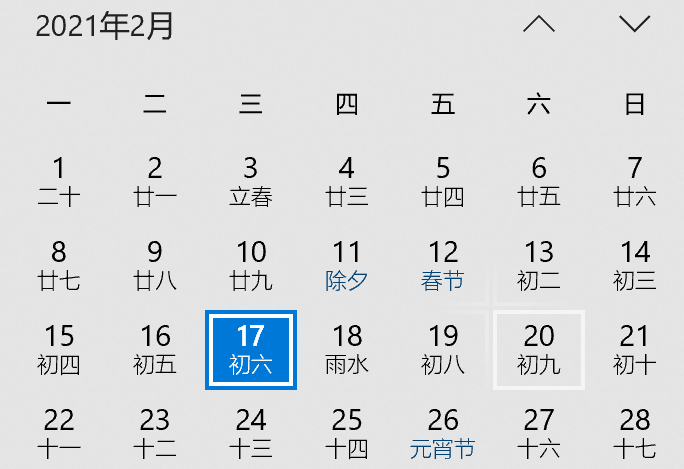 2021年2月
一 二 三 四 五 六 日
1 2 3 4 5 6 7
二十 廿一 立春 廿三 廿四 廿五 廿六
8 9 10 11 12 13 14
廿七 廿八 廿九 除夕 春节 初二 初三
15 16 17 18 19 20 21
初四 初五 初六 雨水 初八 初九 初十
22 23 24 25 26 27 28
十一 十二 十三 十四 元宵节 十六 十七